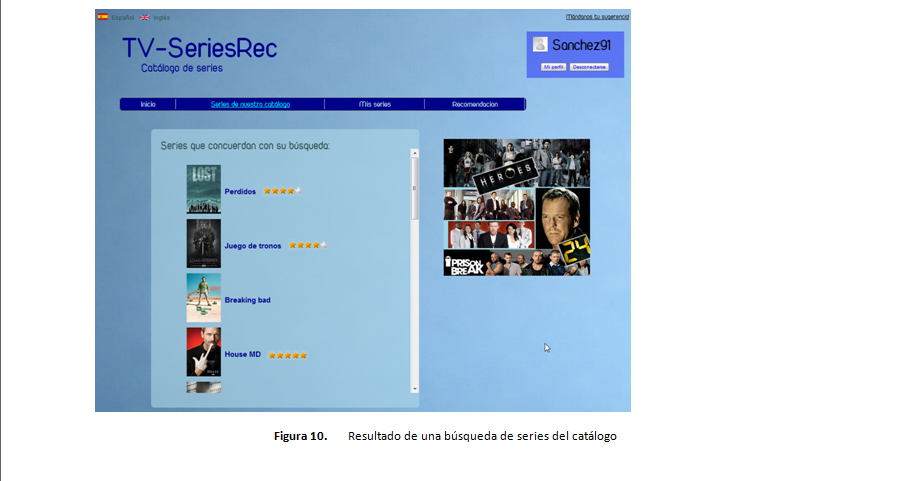 Español Inglés
Mándanos tu sugerencia
TV-SeriesRec
Catálogo de series
Sanchez91
Mi perfil Desconectarse
Inicio Series de nuestro catálogo Mis series Recomendacion
Series que concuerdan con su búsqueda:
LOST
Perdidos
Juego de tronos
Breaking bad
House MD
HEROES
24
PRISON BREAK
Figura 10. Resultado de una búsqueda de series del catálogo